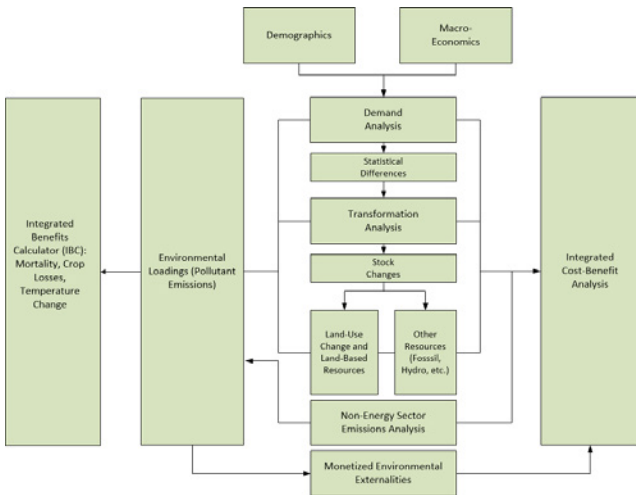 Demographics
Macro-
Economics
Demand
Analysis
Statistical
Differences
Transformation
Analysis
Stock
Changes
Land-Use
Change and
Land-Based
Resources
Other
Resources
(Fosssil,
Hydro, etc.)
Non-Energy Sector
Emissions Analysis
Monetized Environmental
Externalities
Integrated
Benefits
Calculator (IBC):
Mortality, Crop
Losses,
Temperature
Change
Environmental
Loadings (Pollutant
Emissions)
Integrated
Cost-Benefit
Analysis